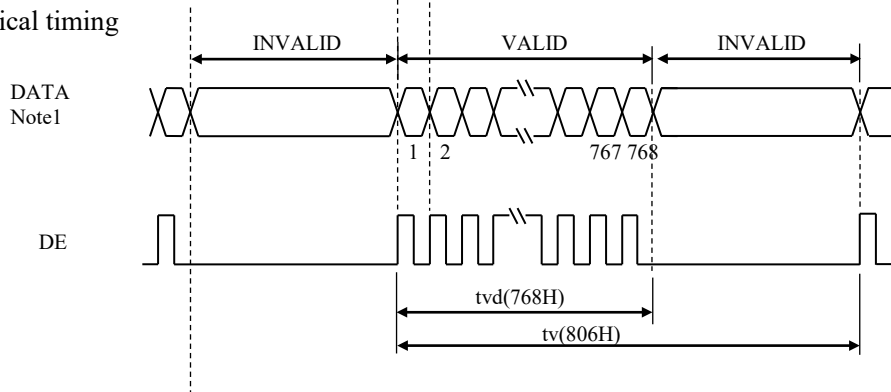 ical timing
INVALID VALID INVALID
DATA
Note1
1 2 767 768
DE
tvd(768H)
tv(806H)